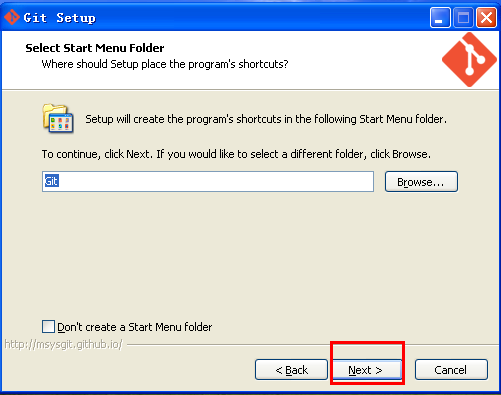 Git Setup
Select Start Menu Folder
Where should Setup place the program's shortcuts?
Setup will create the program's shortcuts in the following Start Menu folder.
To continue, click Next. If you would like to select a different folder, click Browse.
Git
Browse...
Don't create a Start Menu folder
http://msysgit.github.io/
< Back
Next >
Cancel